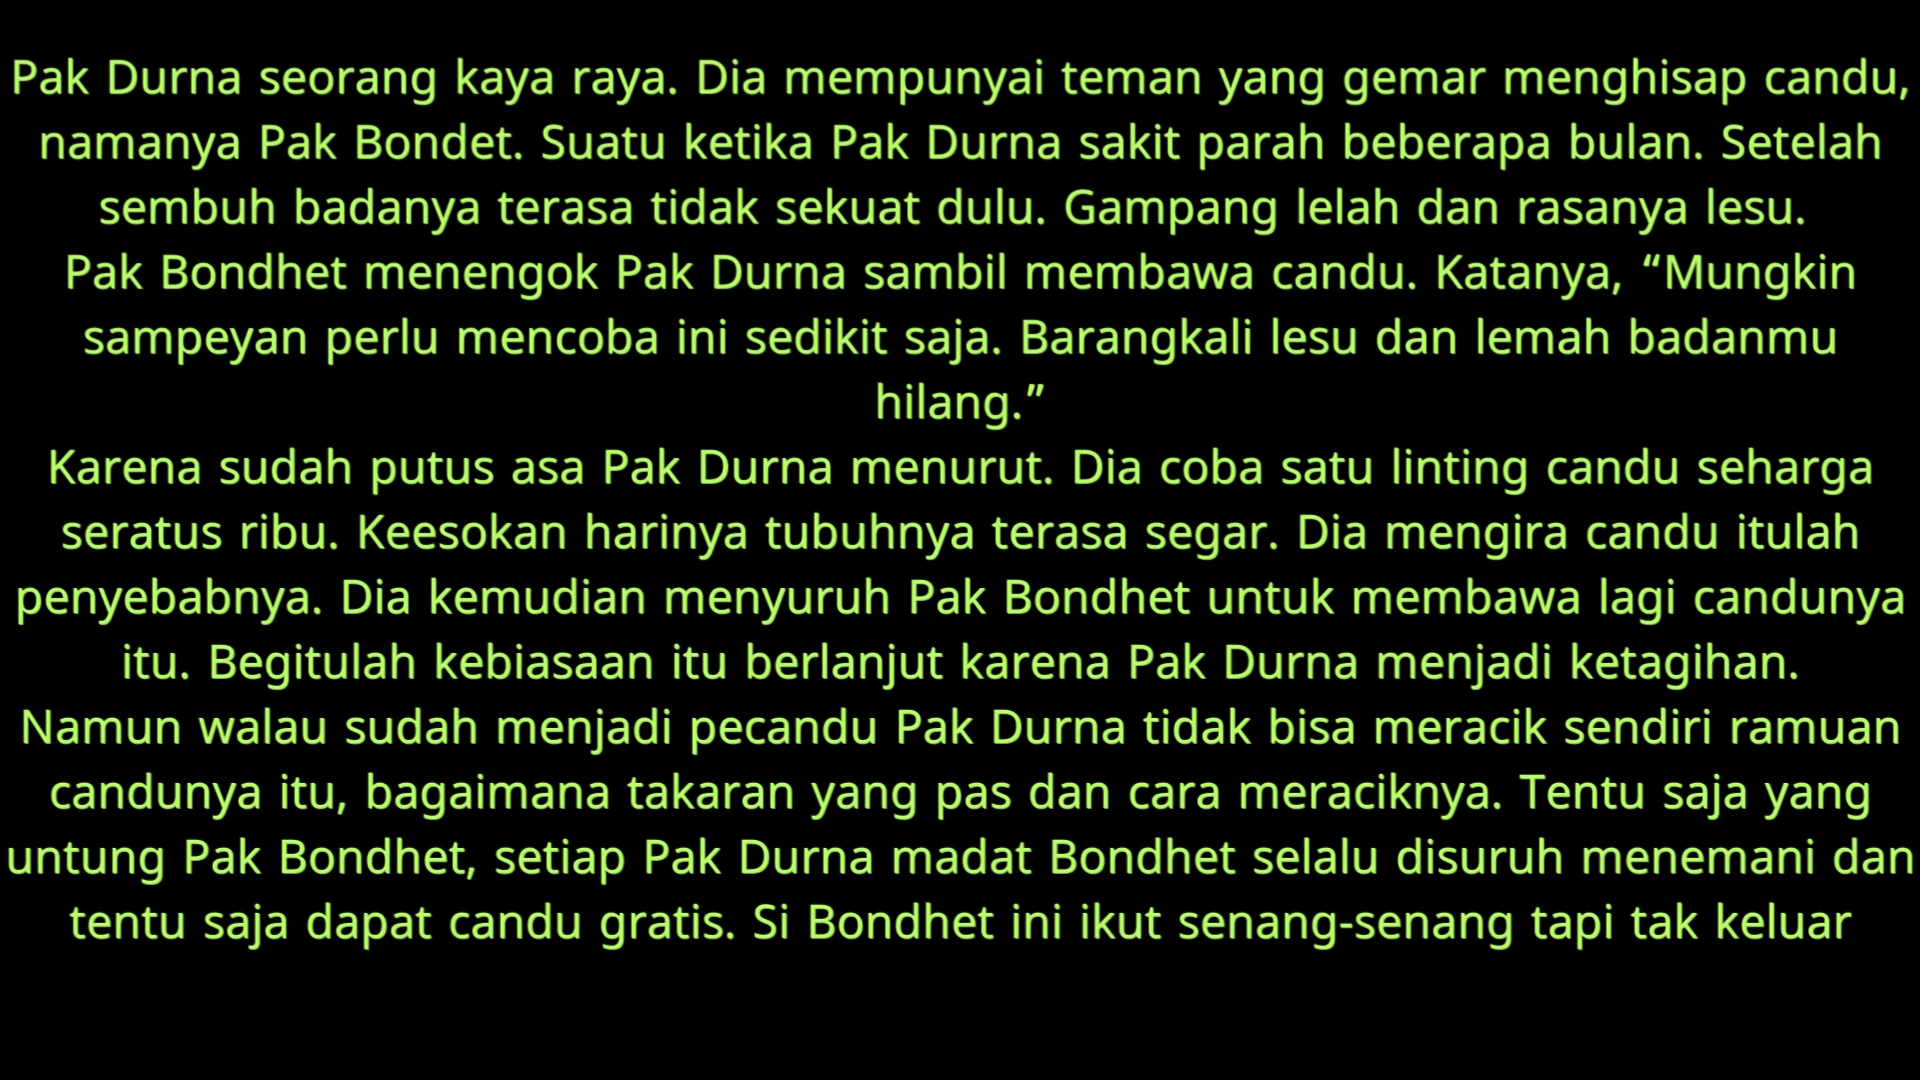 Pak Durna seorang kaya raya. Dia mempunyai teman yang gemar menghisap candu,
namanya Pak Bondet. Suatu ketika Pak Durna sakit parah beberapa bulan. Setelah
sembuh badanya terasa tidak sekuat dulu. Gampang lelah dan rasanya lesu.
Pak Bondhet menengok Pak Durna sambil membawa candu. Katanya, “Mungkin
sampeyan perlu mencoba ini sedikit saja. Barangkali lesu dan lemah badanmu
hilang.”
Karena sudah putus asa Pak Durna menurut. Dia coba satu linting candu seharga
seratus ribu. Keesokan harinya tubuhnya terasa segar. Dia mengira candu itulah
penyebabnya. Dia kemudian menyuruh Pak Bondhet untuk membawa lagi candunya
itu. Begitulah kebiasaan itu berlanjut karena Pak Durna menjadi ketagihan.
Namun walau sudah menjadi pecandu Pak Durna tidak bisa meracik sendiri ramuan
candunya itu, bagaimana takaran yang pas dan cara meraciknya. Tentu saja yang
untung Pak Bondhet, setiap Pak Durna madat Bondhet selalu disuruh menemani dan
tentu saja dapat candu gratis. Si Bondhet ini ikut senang-senang tapi tak keluar